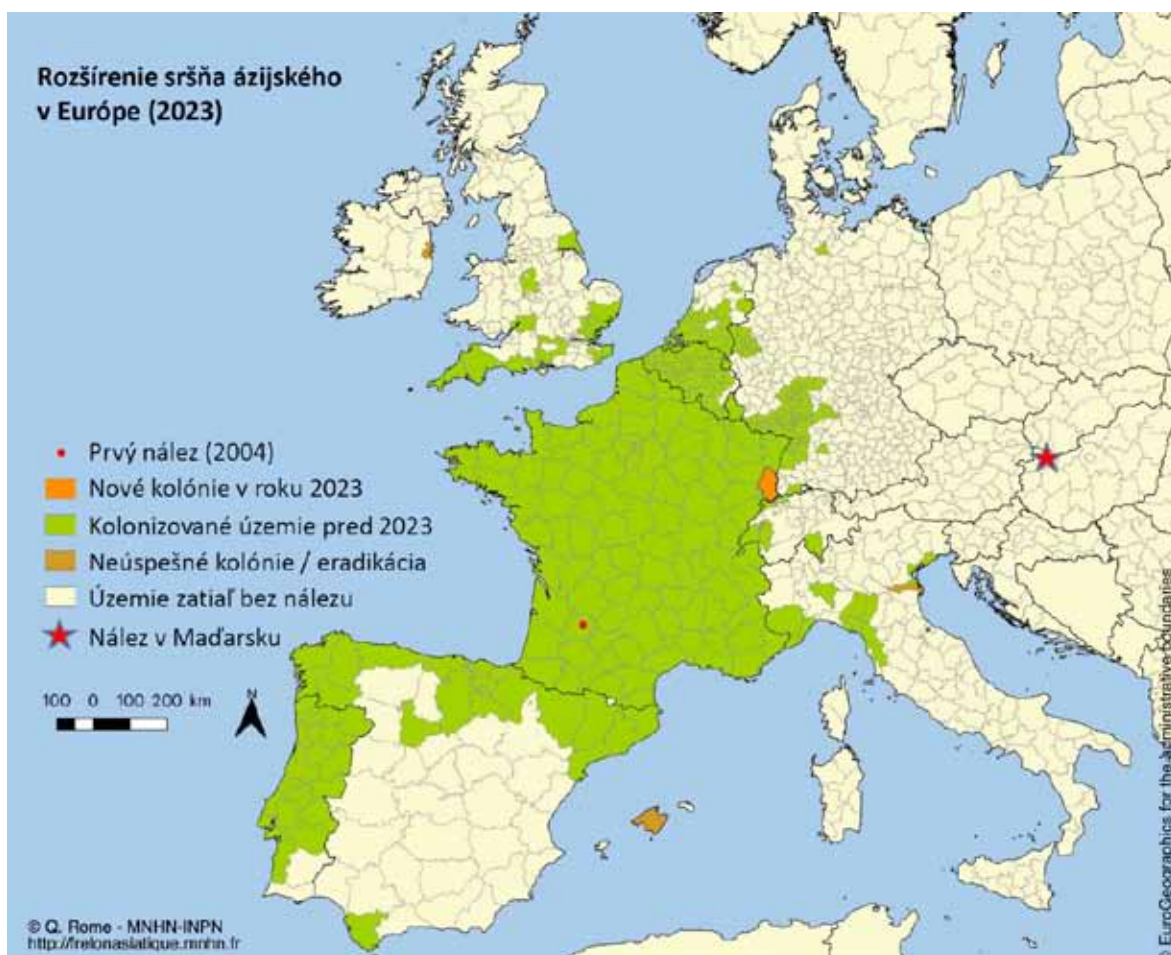 Rozšírenie sršňa ázijského
v Európe (2023)
Prvý nález (2004)
Nové kolónie v roku 2023
Kolonizované územie pred 2023
Neúspešné kolónie / eradikácia
Územie zatiaľ bez nálezu
Nález v Maďarsku
100 0 100 200 km
N
© Q. Rome - MNHN-INPN
http://frelonasiatique.mnhn.fr
© EuroGeographics for the administrative boundaries